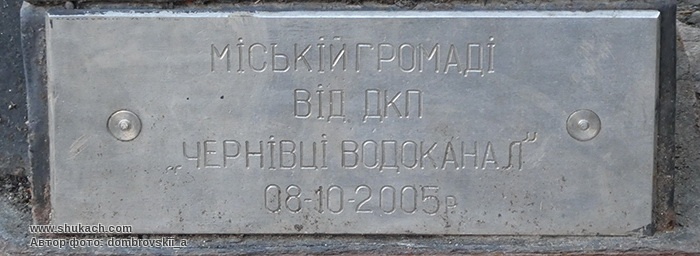 МІСЬКІЙ ГРОМАДІ
ВІД ДКП
„ЧЕРНІВЦІ ВОДОКАНАЛ"
08-10-2005р
www.shukach.com
Автор фото: dombrovskii_a